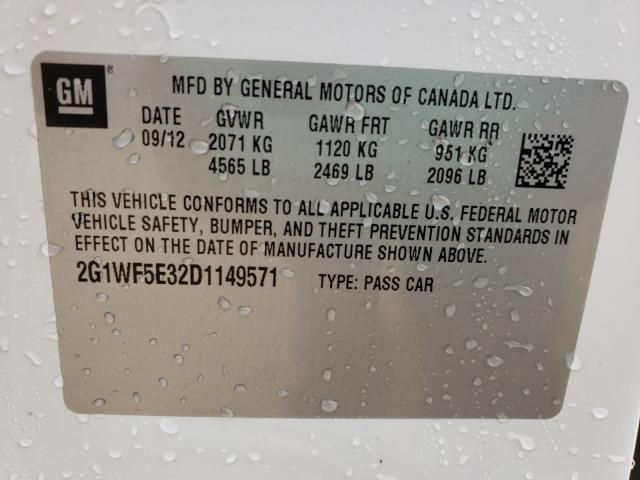 GM®
MFD BY GENERAL MOTORS OF CANADA LTD.
DATE GVWR GAWR FRT GAWR RR
09/12 2071 KG 1120 KG 951 KG
4565 LB 2469 LB 2096 LB
THIS VEHICLE CONFORMS TO ALL APPLICABLE U.S. FEDERAL MOTOR
VEHICLE SAFETY, BUMPER, AND THEFT PREVENTION STANDARDS IN
EFFECT ON THE DATE OF MANUFACTURE SHOWN ABOVE.
2G1WF5E32D1149571 TYPE: PASS CAR